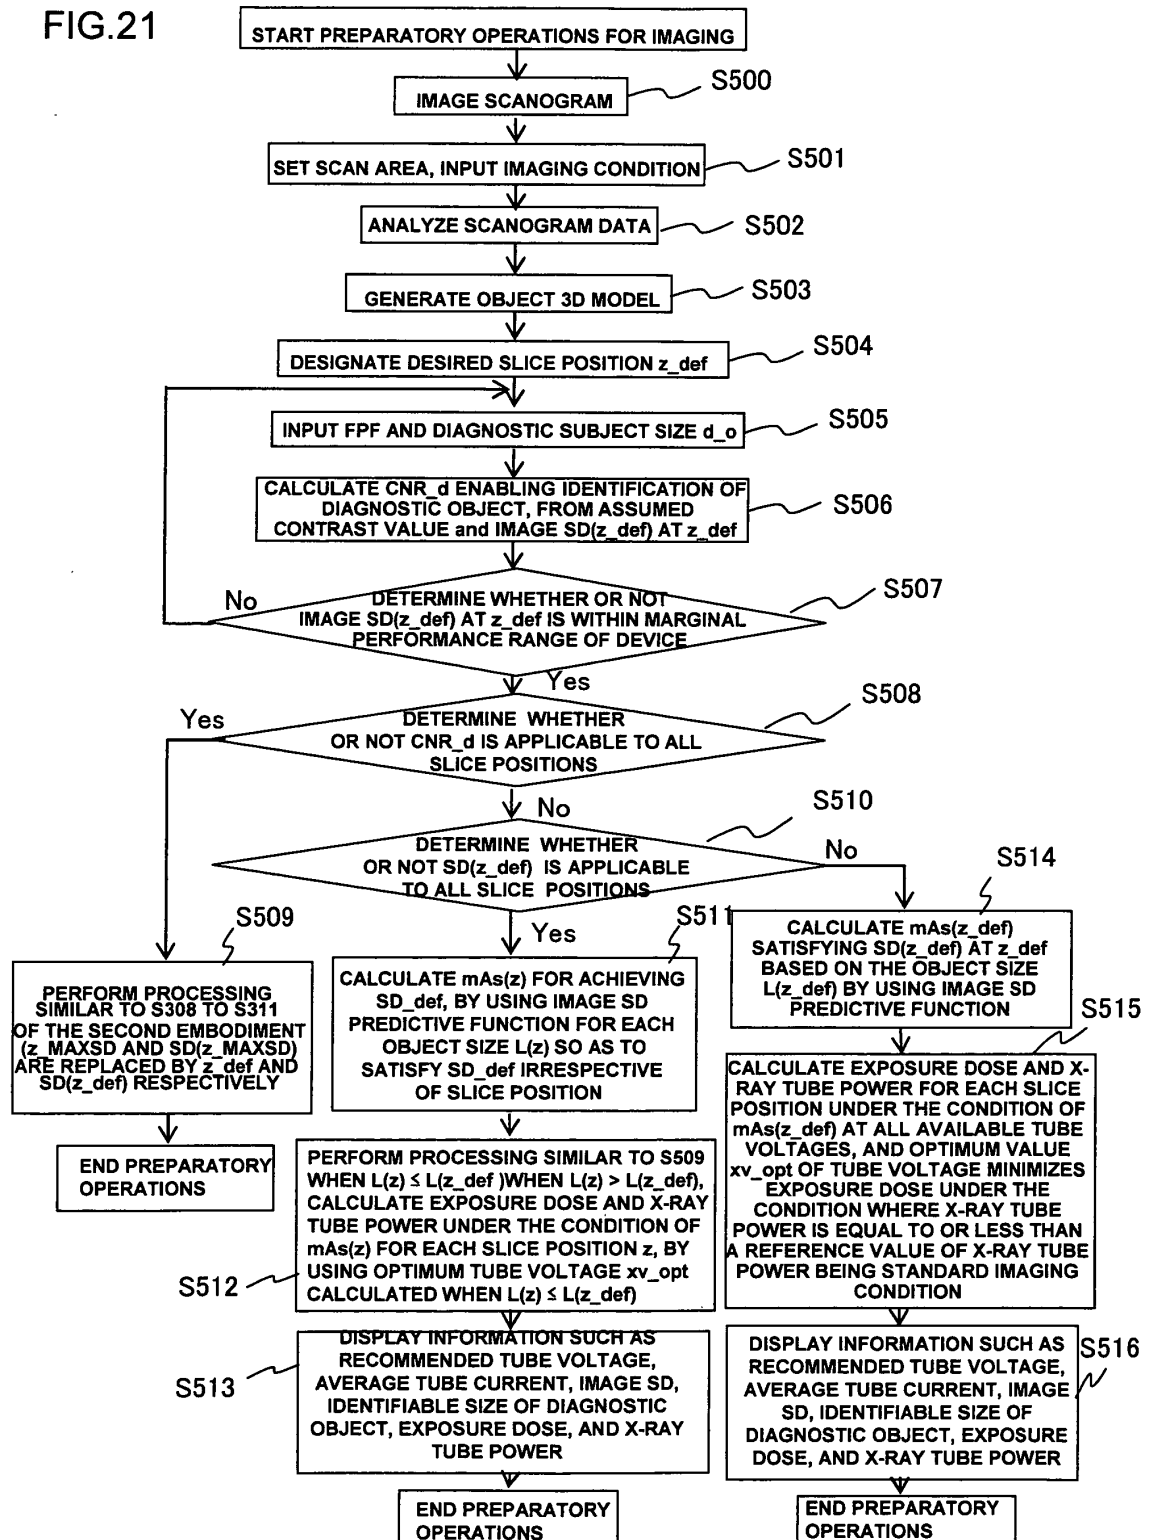 FIG.21
START PREPARATORY OPERATIONS FOR IMAGING
S500
IMAGE SCANOGRAM
S501
SET SCAN AREA, INPUT IMAGING CONDITION
S502
ANALYZE SCANOGRAM DATA
S503
GENERATE OBJECT 3D MODEL
S504
DESIGNATE DESIRED SLICE POSITION z_def
S505
INPUT FPF AND DIAGNOSTIC SUBJECT SIZE d_o
S506
CALCULATE CNR_d ENABLING IDENTIFICATION OF
DIAGNOSTIC OBJECT, FROM ASSUMED
CONTRAST VALUE and IMAGE SD(z_def) AT z_def
S507
No
DETERMINE WHETHER OR NOT
IMAGE SD(z_def) AT z_def IS WITHIN MARGINAL
PERFORMANCE RANGE OF DEVICE
Yes
S508
Yes
DETERMINE WHETHER
OR NOT CNR_d IS APPLICABLE TO ALL
SLICE POSITIONS
No
S510
DETERMINE WHETHER
OR NOT SD(z_def) IS APPLICABLE
TO ALL SLICE POSITIONS
No
Yes
S509
PERFORM PROCESSING
SIMILAR TO S308 TO S311
OF THE SECOND EMBODIMENT
(z_MAXSD AND SD(z_MAXSD)
ARE REPLACED BY z_def AND
SD(z_def) RESPECTIVELY
END PREPARATORY
OPERATIONS
S511
CALCULATE mAs(z) FOR ACHIEVING
SD_def, BY USING IMAGE SD
PREDICTIVE FUNCTION FOR EACH
OBJECT SIZE L(z) SO AS TO
SATISFY SD_def IRRESPECTIVE
OF SLICE POSITION
S512
PERFORM PROCESSING SIMILAR TO S509
WHEN L(z) ≤ L(z_def )WHEN L(z) > L(z_def),
CALCULATE EXPOSURE DOSE AND X-RAY
TUBE POWER UNDER THE CONDITION OF
mAs(z) FOR EACH SLICE POSITION z, BY
USING OPTIMUM TUBE VOLTAGE xv_opt
CALCULATED WHEN L(z) ≤ L(z_def)
S513
DISPLAY INFORMATION SUCH AS
RECOMMENDED TUBE VOLTAGE,
AVERAGE TUBE CURRENT, IMAGE SD,
IDENTIFIABLE SIZE OF DIAGNOSTIC
OBJECT, EXPOSURE DOSE, AND X-RAY
TUBE POWER
END PREPARATORY
OPERATIONS
S514
CALCULATE mAs(z_def)
SATISFYING SD(z_def) AT z_def
BASED ON THE OBJECT SIZE
L(z_def) BY USING IMAGE SD
PREDICTIVE FUNCTION
S515
CALCULATE EXPOSURE DOSE AND X-
RAY TUBE POWER FOR EACH SLICE
POSITION UNDER THE CONDITION OF
mAs(z_def) AT ALL AVAILABLE TUBE
VOLTAGES, AND OPTIMUM VALUE
xv_opt OF TUBE VOLTAGE MINIMIZES
EXPOSURE DOSE UNDER THE
CONDITION WHERE X-RAY TUBE
POWER IS EQUAL TO OR LESS THAN
A REFERENCE VALUE OF X-RAY TUBE
POWER BEING STANDARD IMAGING
CONDITION
S516
DISPLAY INFORMATION SUCH AS
RECOMMENDED TUBE VOLTAGE,
AVERAGE TUBE CURRENT, IMAGE
SD, IDENTIFIABLE SIZE OF
DIAGNOSTIC OBJECT, EXPOSURE
DOSE, AND X-RAY TUBE POWER
END PREPARATORY
OPERATIONS